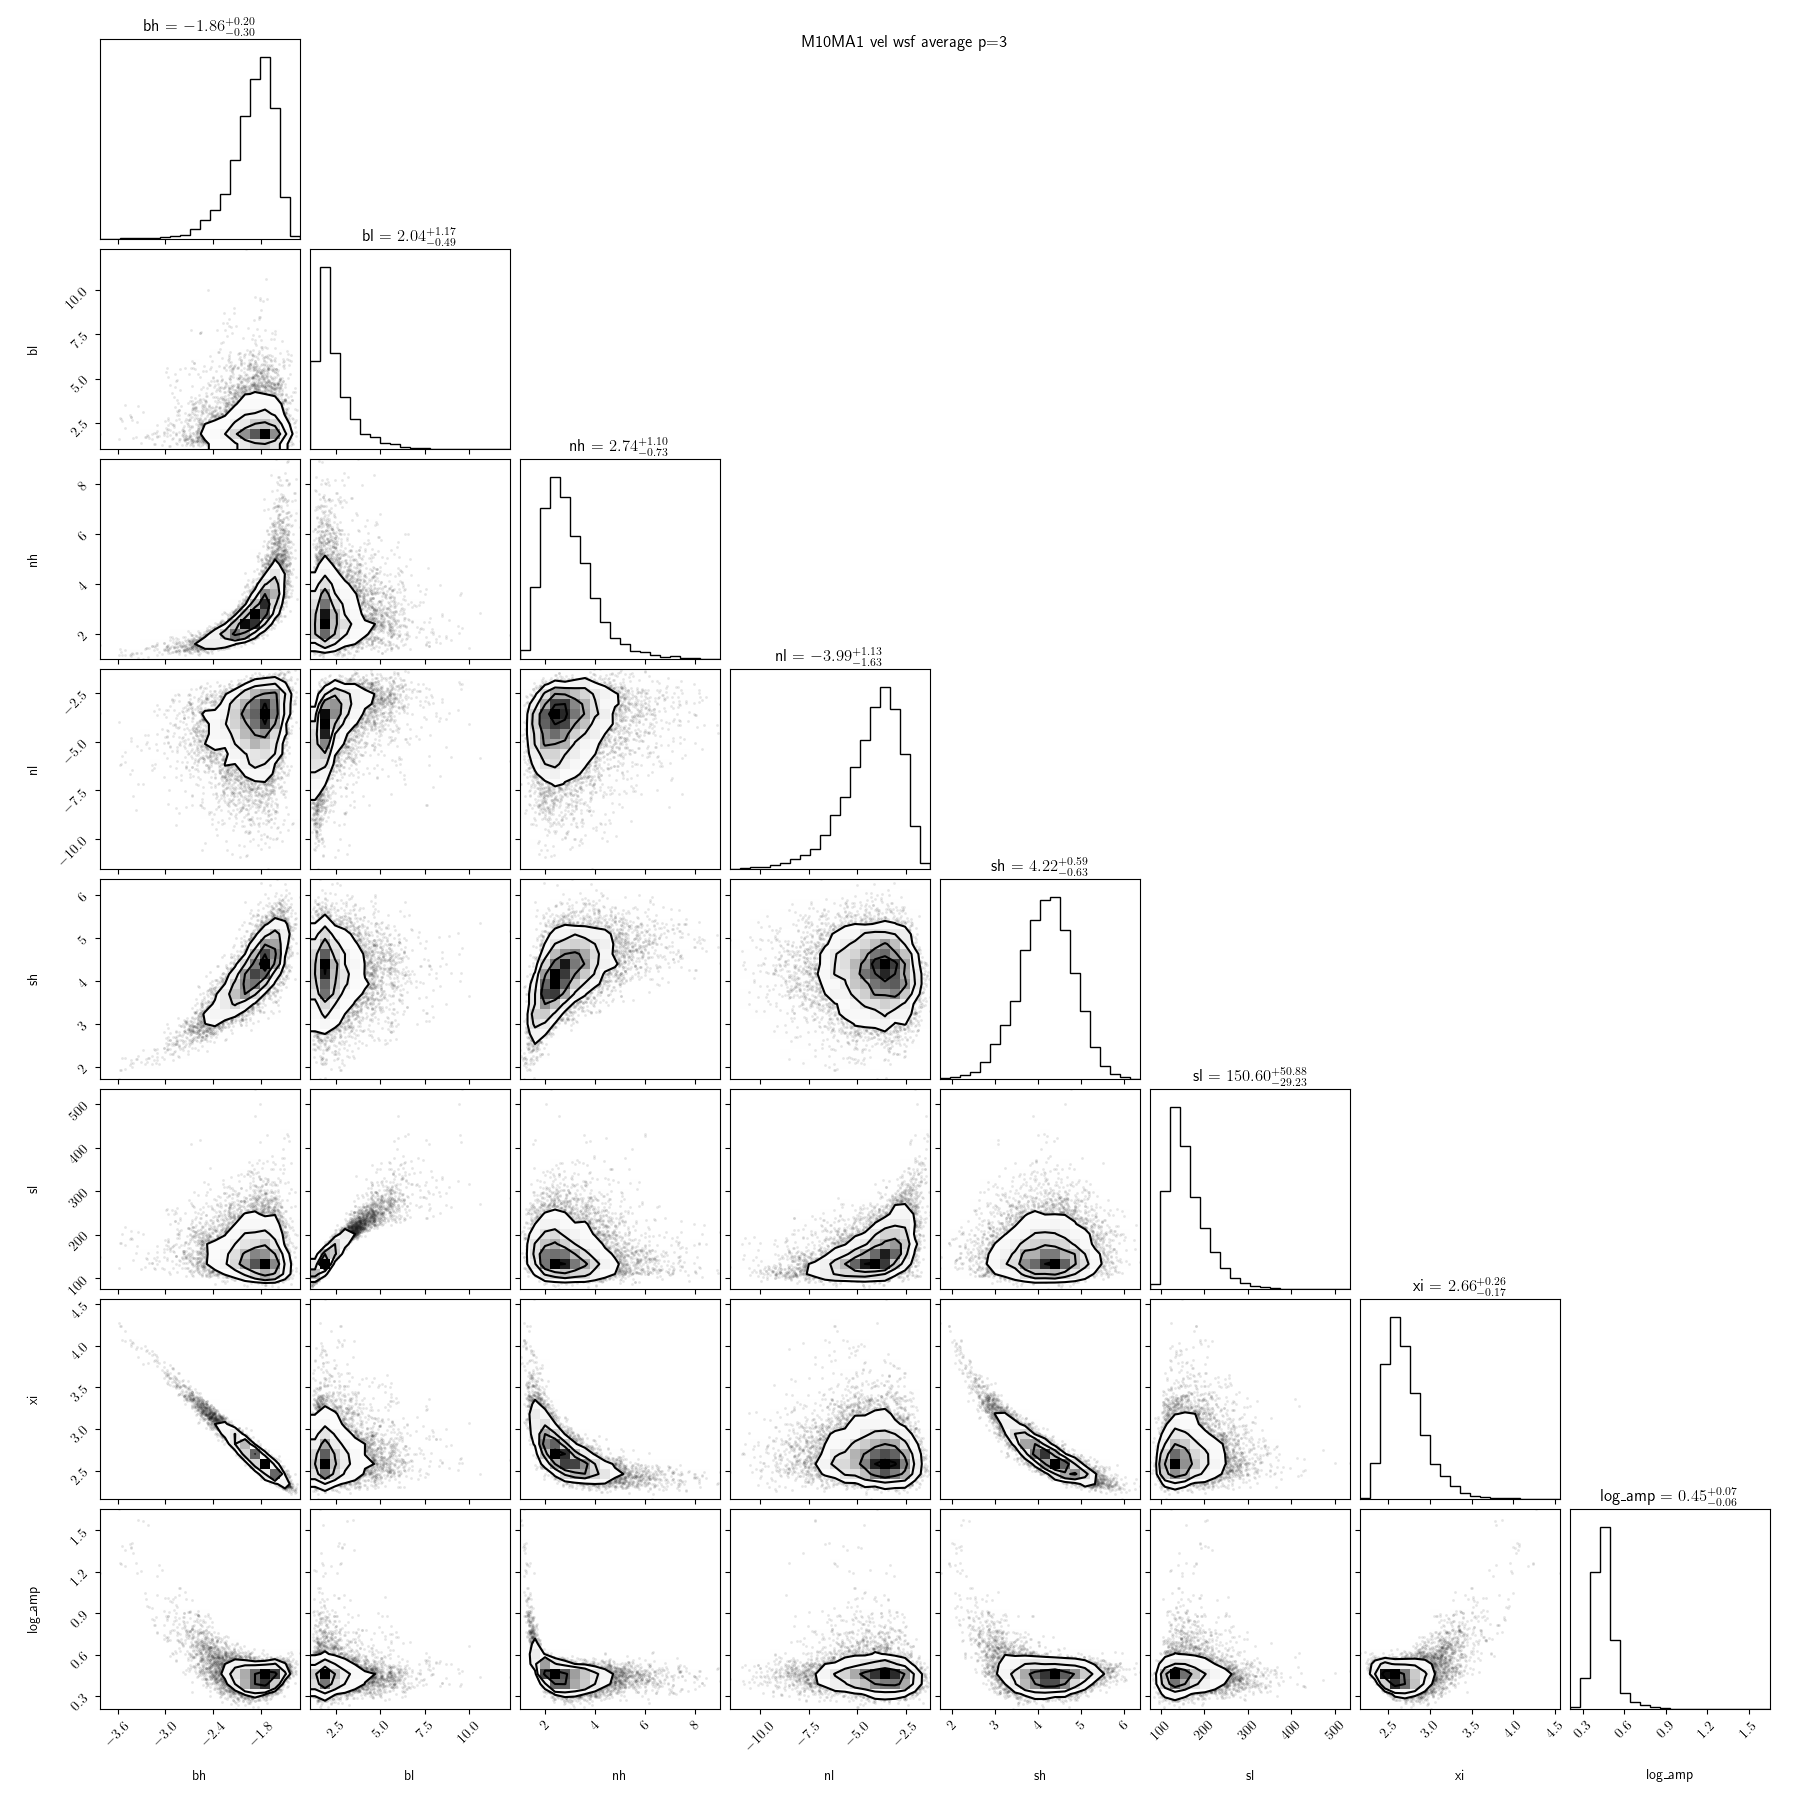 M10MA1 vel wsf average p=3
bh = −1.86+0.20 −0.30
bl = 2.04+1.17 −0.49
bl
10.0
7.5
5.0
2.5
nh = 2.74+1.10 −0.73
nh
8
6
4
2
nl = −3.99+1.13 −1.63
nl
−2.5
−5.0
−7.5
−10.0
sh = 4.22+0.59 −0.63
sh
6
5
4
3
2
sl = 150.60+50.88 −29.23
sl
500
400
300
200
100
xi = 2.66+0.26 −0.17
xi
4.5
4.0
3.5
3.0
2.5
log_amp = 0.45+0.07 −0.06
log_amp
1.5
1.2
0.9
0.6
0.3
−3.6 −3.0 −2.4 −1.8 2.5 5.0 7.5 10.0 2 4 6 8 −10.0 −7.5 −5.0 −2.5 2 3 4 5 6 100 200 300 400 500 2.5 3.0 3.5 4.0 4.5 0.3 0.6 0.9 1.2 1.5
bh bl nh nl sh sl xi log_amp